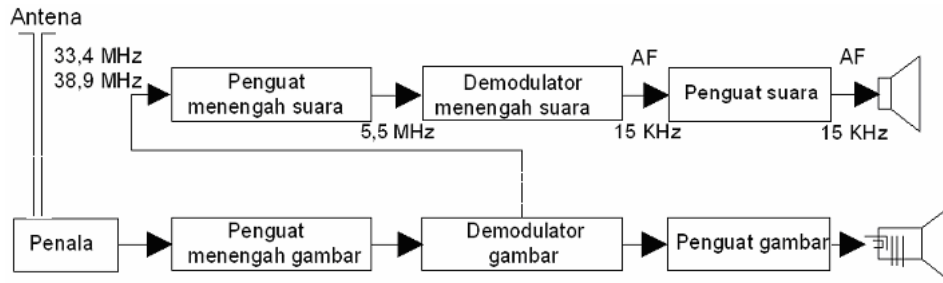 Antena
33,4 MHz
38,9 MHz
Penguat
menengah suara
5,5 MHz
Demodulator
menengah suara
AF
15 KHz
Penguat suara
AF
15 KHz
Penala
Penguat
menengah gambar
Demodulator
gambar
Penguat gambar